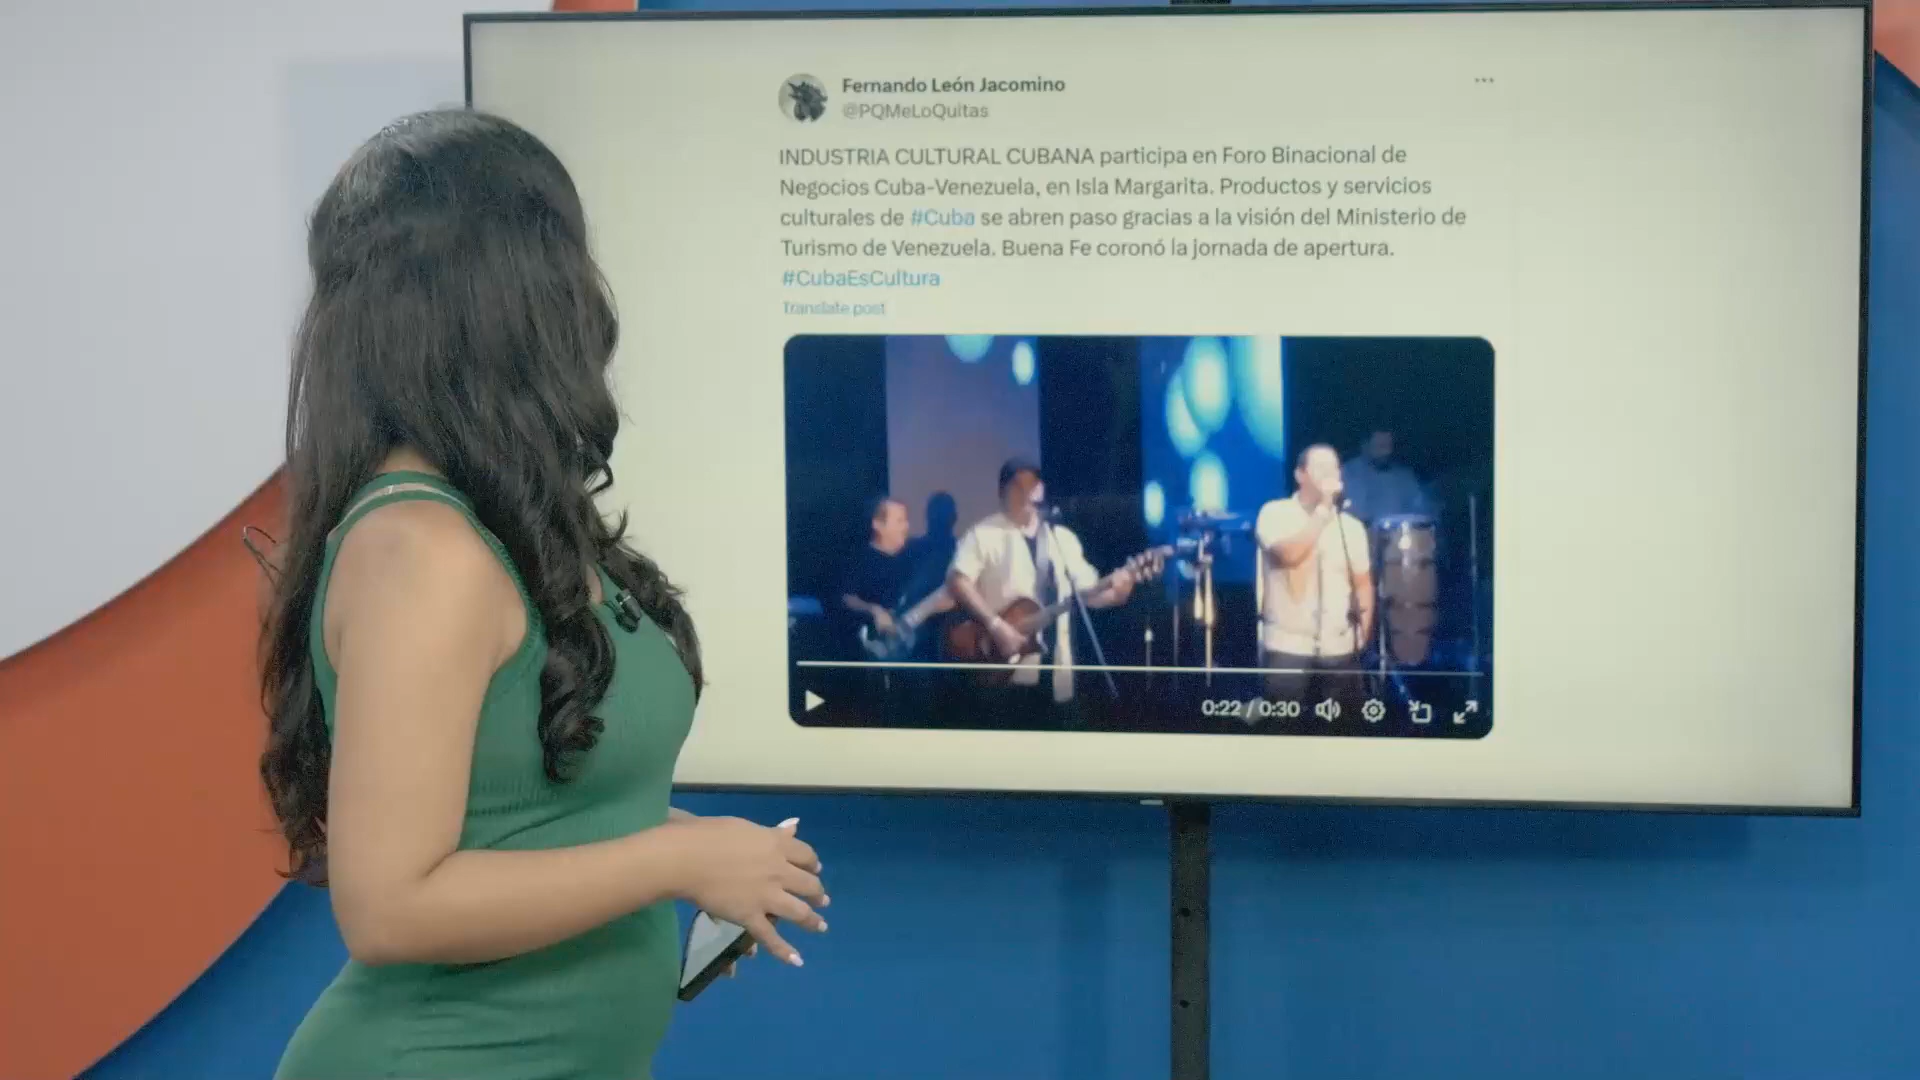 Fernando León Jacomino
@PQMeLoQuitas
INDUSTRIA CULTURAL CUBANA participa en Foro Binacional de
Negocios Cuba-Venezuela, en Isla Margarita. Productos y servicios
culturales de #Cuba se abren paso gracias a la visión del Ministerio de
Turismo de Venezuela. Buena Fe coronó la jornada de apertura.
#CubaEsCultura
Translate post
0:22 / 0:30